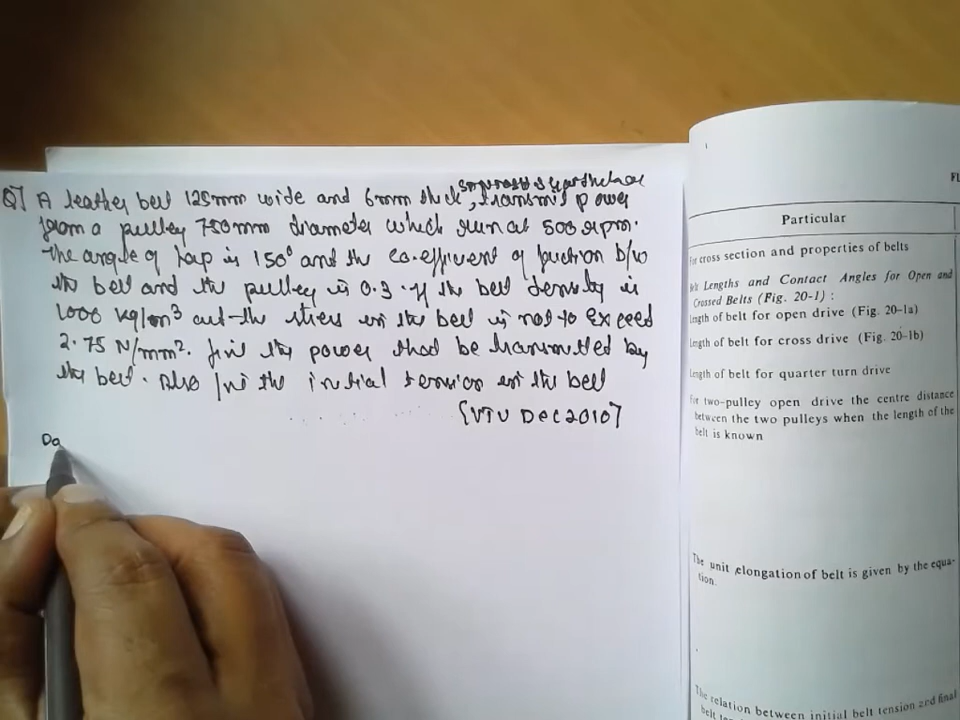 Q] A leather belt 125mm wide and 6mm thick, transmit power
from a pulley 750mm diameter which run at 500 rpm.
The angle of lap is 150° and the co-efficient of friction b/w
the belt and the pulley is 0.3. If the belt density is
1000 kg/m³ and the stress in the belt is not to exceed
2.75 N/mm². find the power that be transmitted by
the belt. Also find the initial tension in the belt
{VTU Dec 2010}
Da
FL
Particular
For cross section and properties of belts
Belt Lengths and Contact Angles for Open and
Crossed Belts (Fig. 20-1) :
Length of belt for open drive (Fig. 20-1a)
Length of belt for cross drive (Fig. 20-1b)
Length of belt for quarter turn drive
For two-pulley open drive the centre distance
between the two pulleys when the length of the
belt is known
The unit elongation of belt is given by the equa-
tion.
The relation between initial belt tension and final
belt